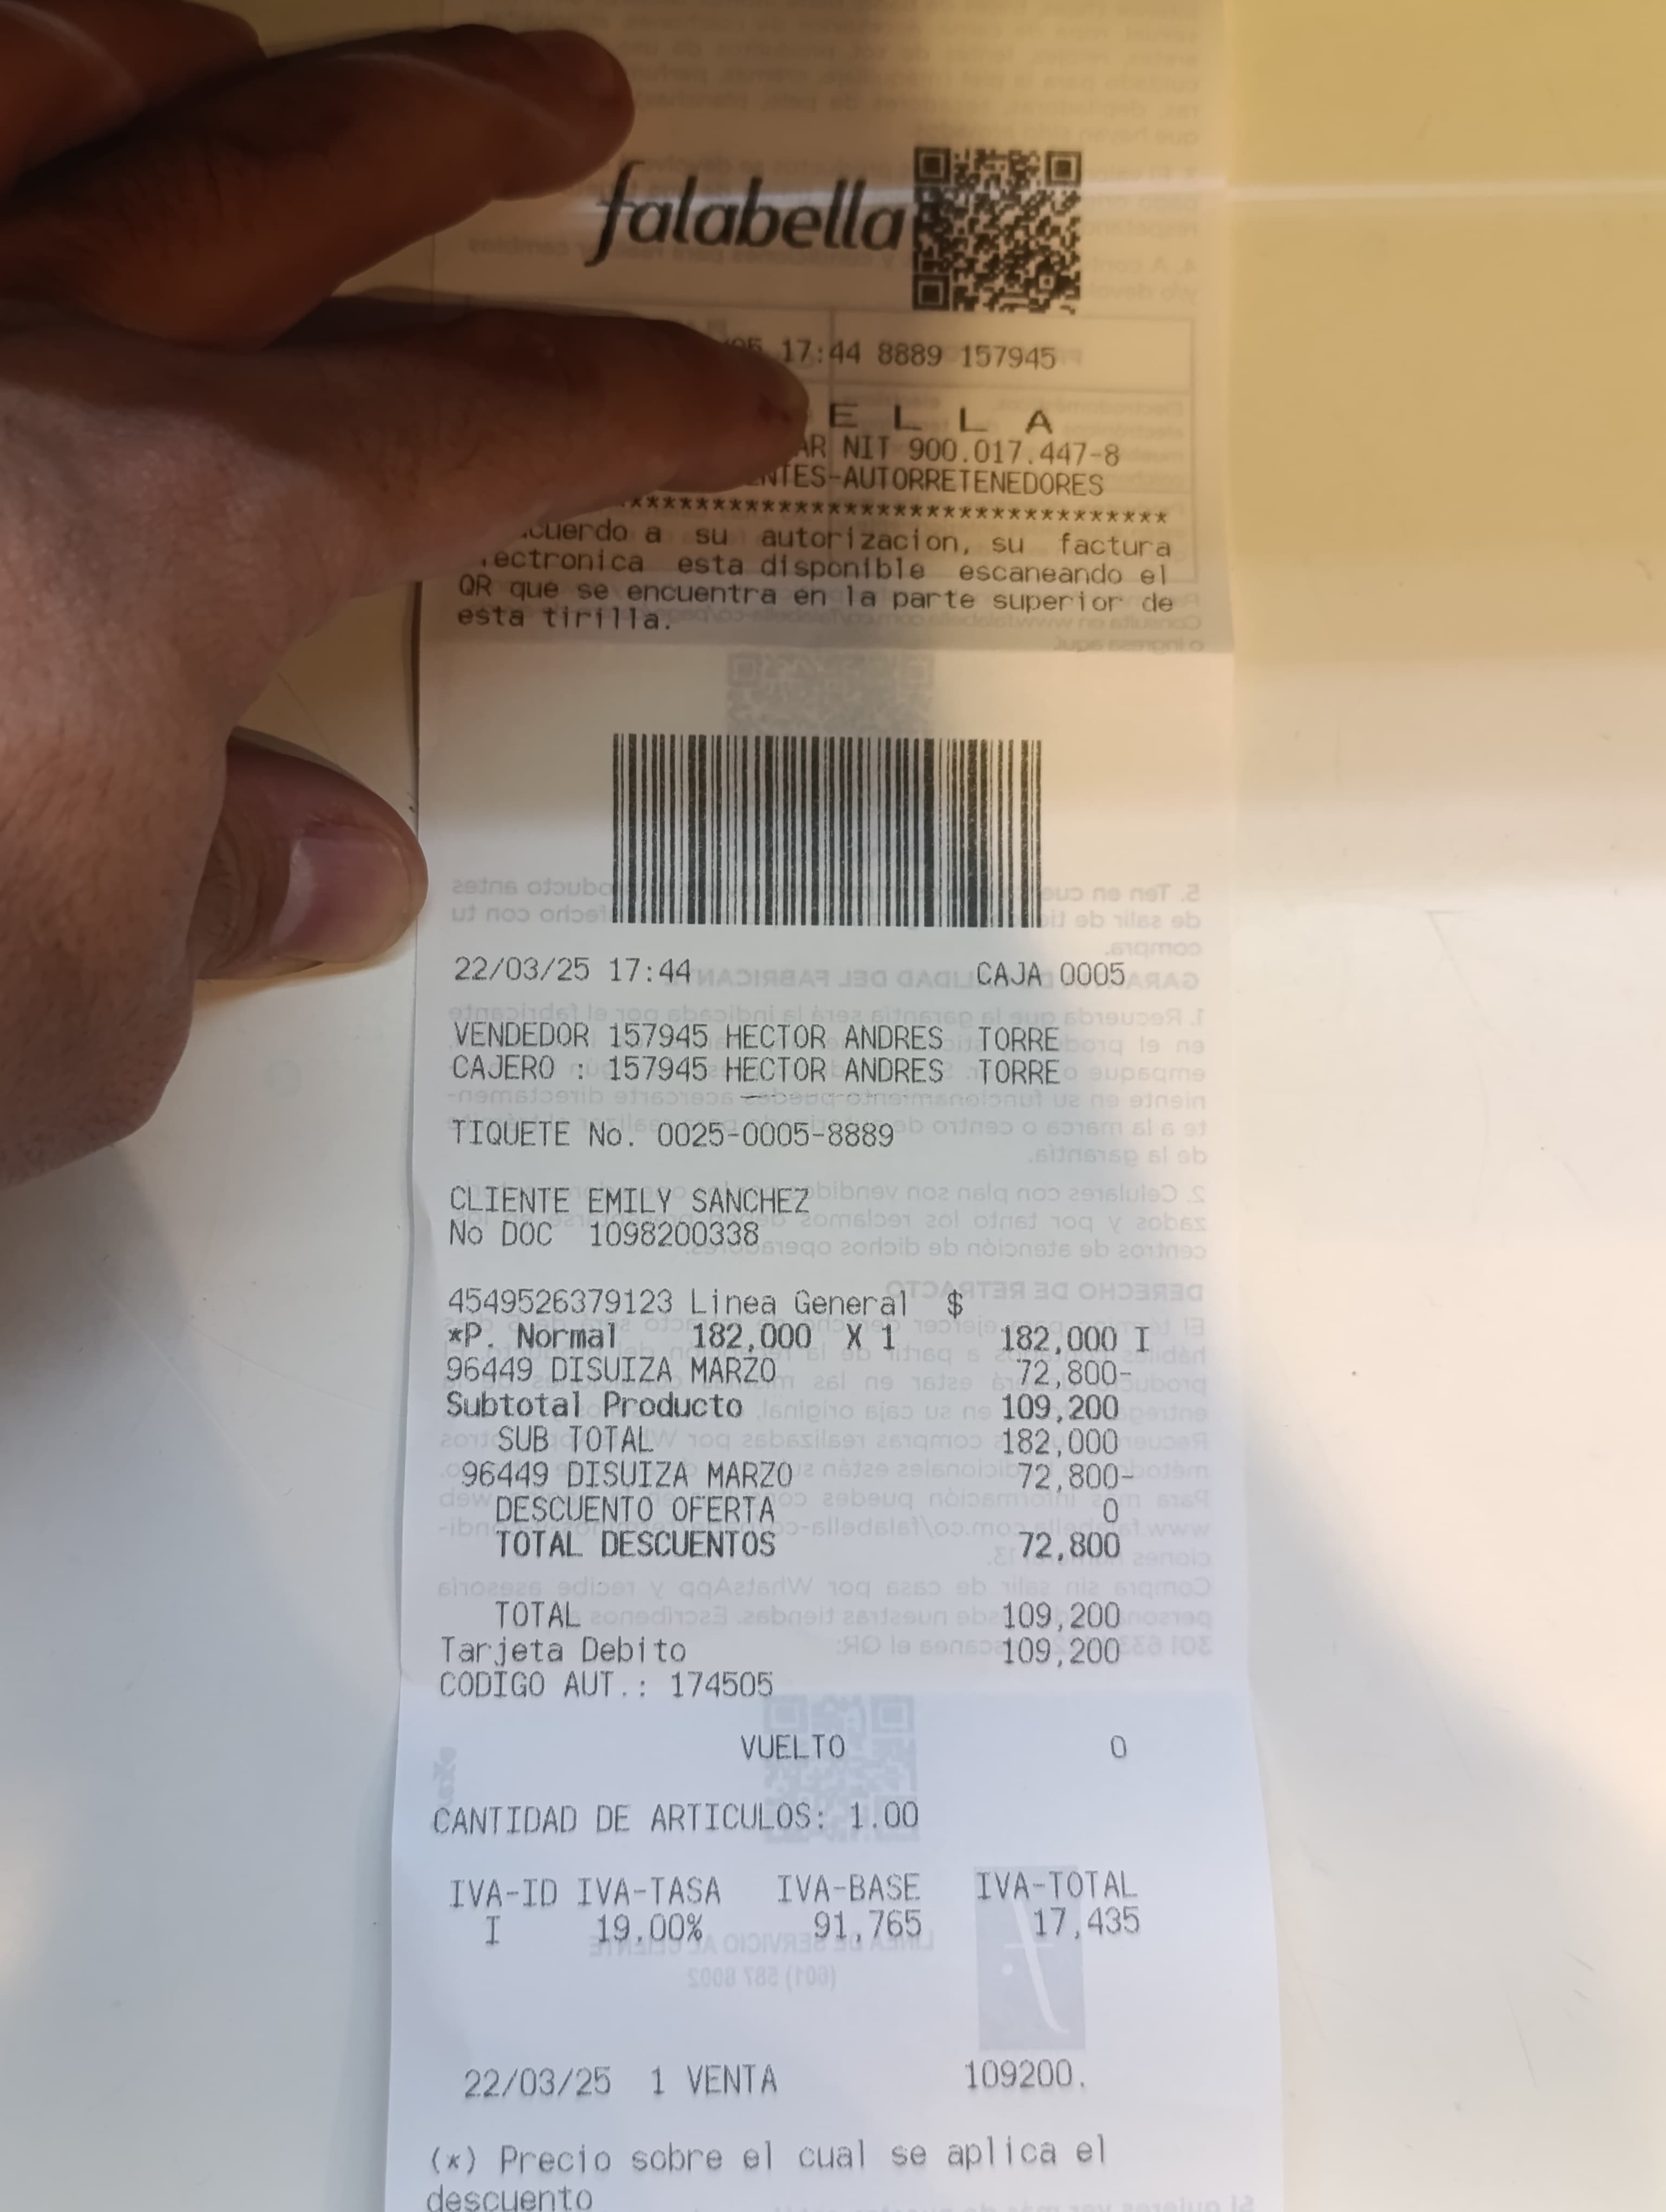 falabella
17:44 8889 157945
E L L A
AR NIT 900.017.447-8
NTES-AUTORRETENEDORES
*********************************
cuerdo a su autorizacion, su factura
ectronica esta disponible escaneando el
QR que se encuentra en la parte superior de
esta tirilla.
22/03/25 17:44 CAJA 0005
VENDEDOR 157945 HECTOR ANDRES TORRE
CAJERO : 157945 HECTOR ANDRES TORRE
TIQUETE No. 0025-0005-8889
CLIENTE EMILY SANCHEZ
No DOC 1098200338
4549526379123 Linea General $
*P. Normal 182,000 X 1 182,000 I
96449 DISUIZA MARZO 72,800-
Subtotal Producto 109,200
SUB TOTAL 182,000
96449 DISUIZA MARZO 72,800-
DESCUENTO OFERTA 0
TOTAL DESCUENTOS 72,800
TOTAL 109,200
Tarjeta Debito 109,200
CODIGO AUT.: 174505
VUELTO 0
CANTIDAD DE ARTICULOS: 1.00
IVA-ID IVA-TASA IVA-BASE IVA-TOTAL
I 19.00% 91,765 17,435
22/03/25 1 VENTA 109200.
(*) Precio sobre el cual se aplica el
descuento